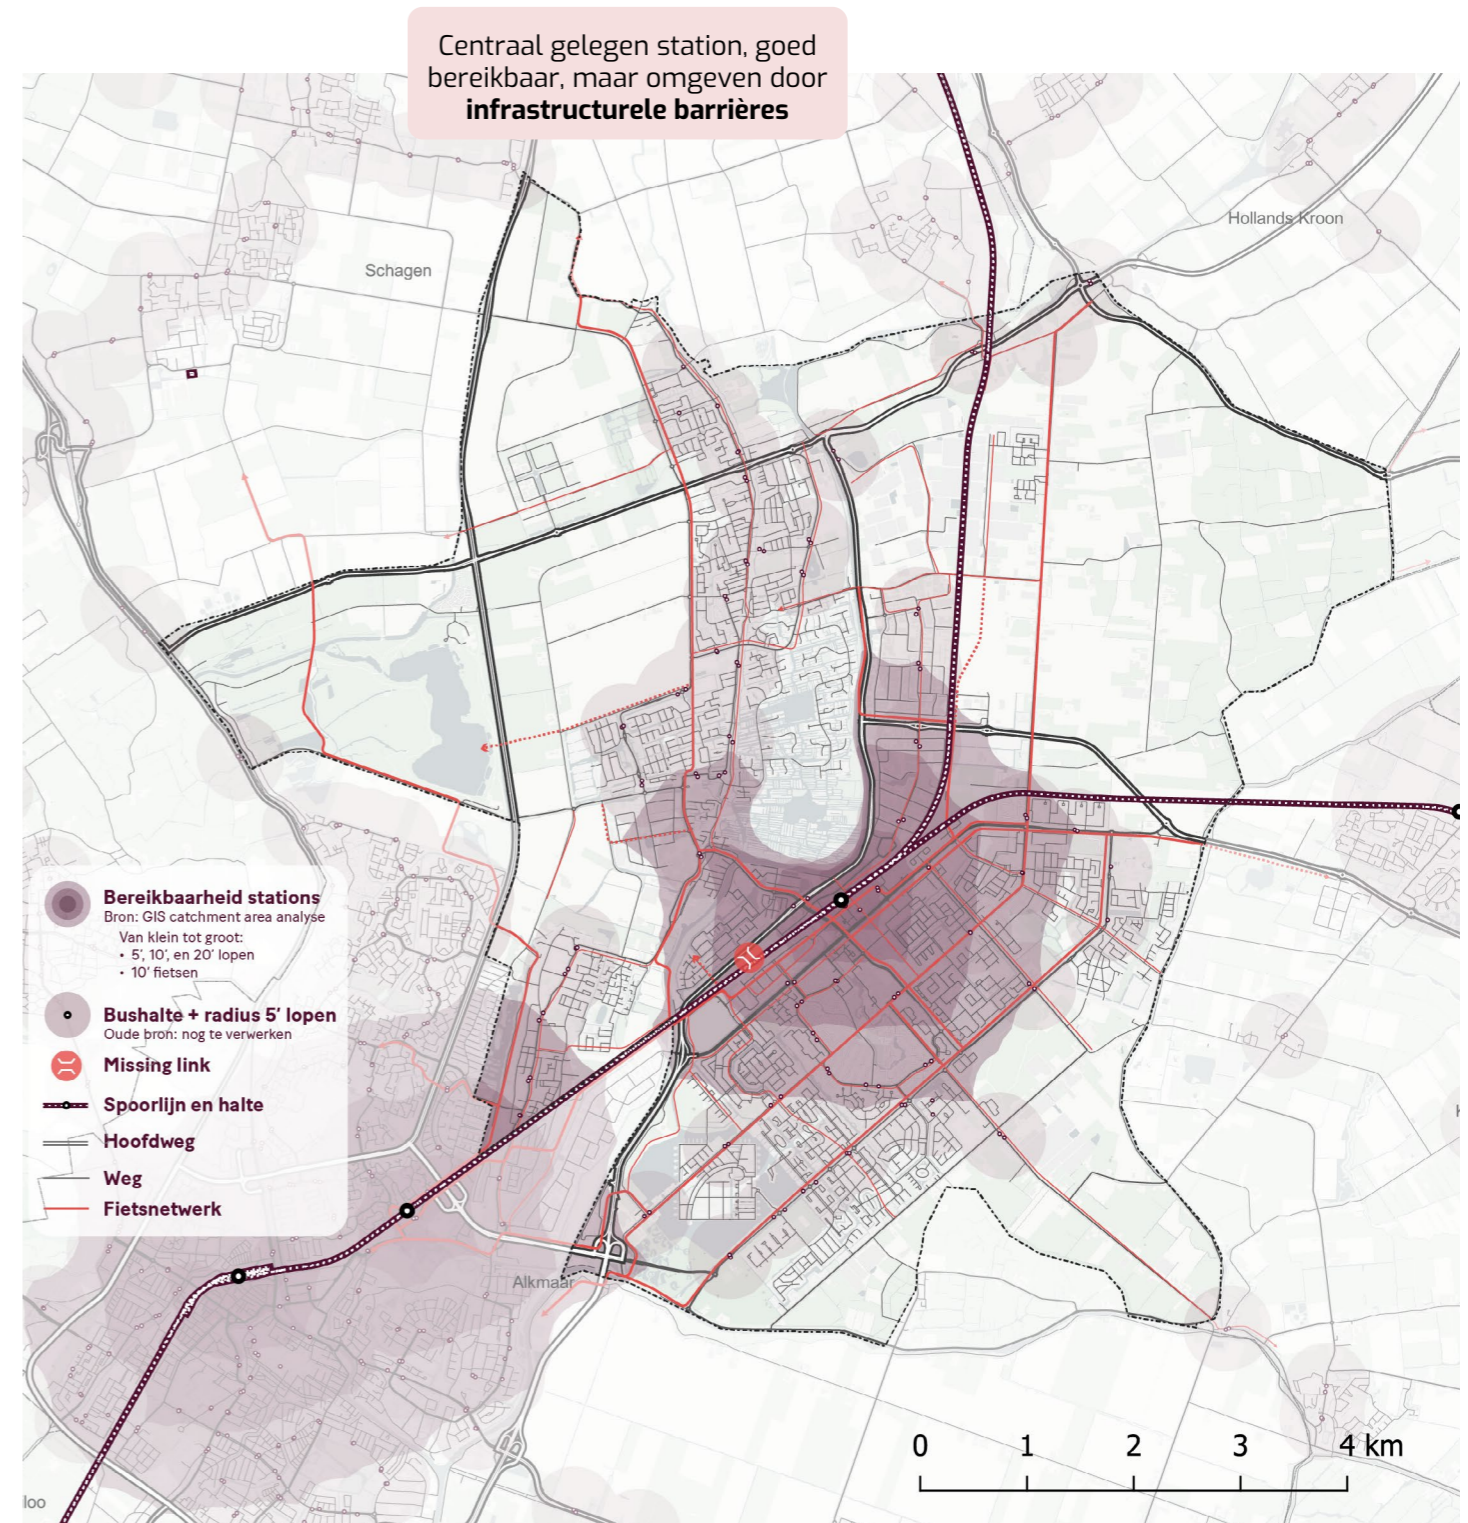 Centraal gelegen station, goed
bereikbaar, maar omgeven door
infrastructurele barrières
Hollands Kroon
Schagen
Bereikbaarheid stations
Bron: GIS catchment area analyse
Van klein tot groot:
• 5', 10', en 20' lopen
• 10' fietsen
Bushalte + radius 5' lopen
Oude bron: nog te verwerken
Missing link
Spoorlijn en halte
Hoofdweg
Weg
Fietsnetwerk
Alkmaar
0 1 2 3 4 km
loo